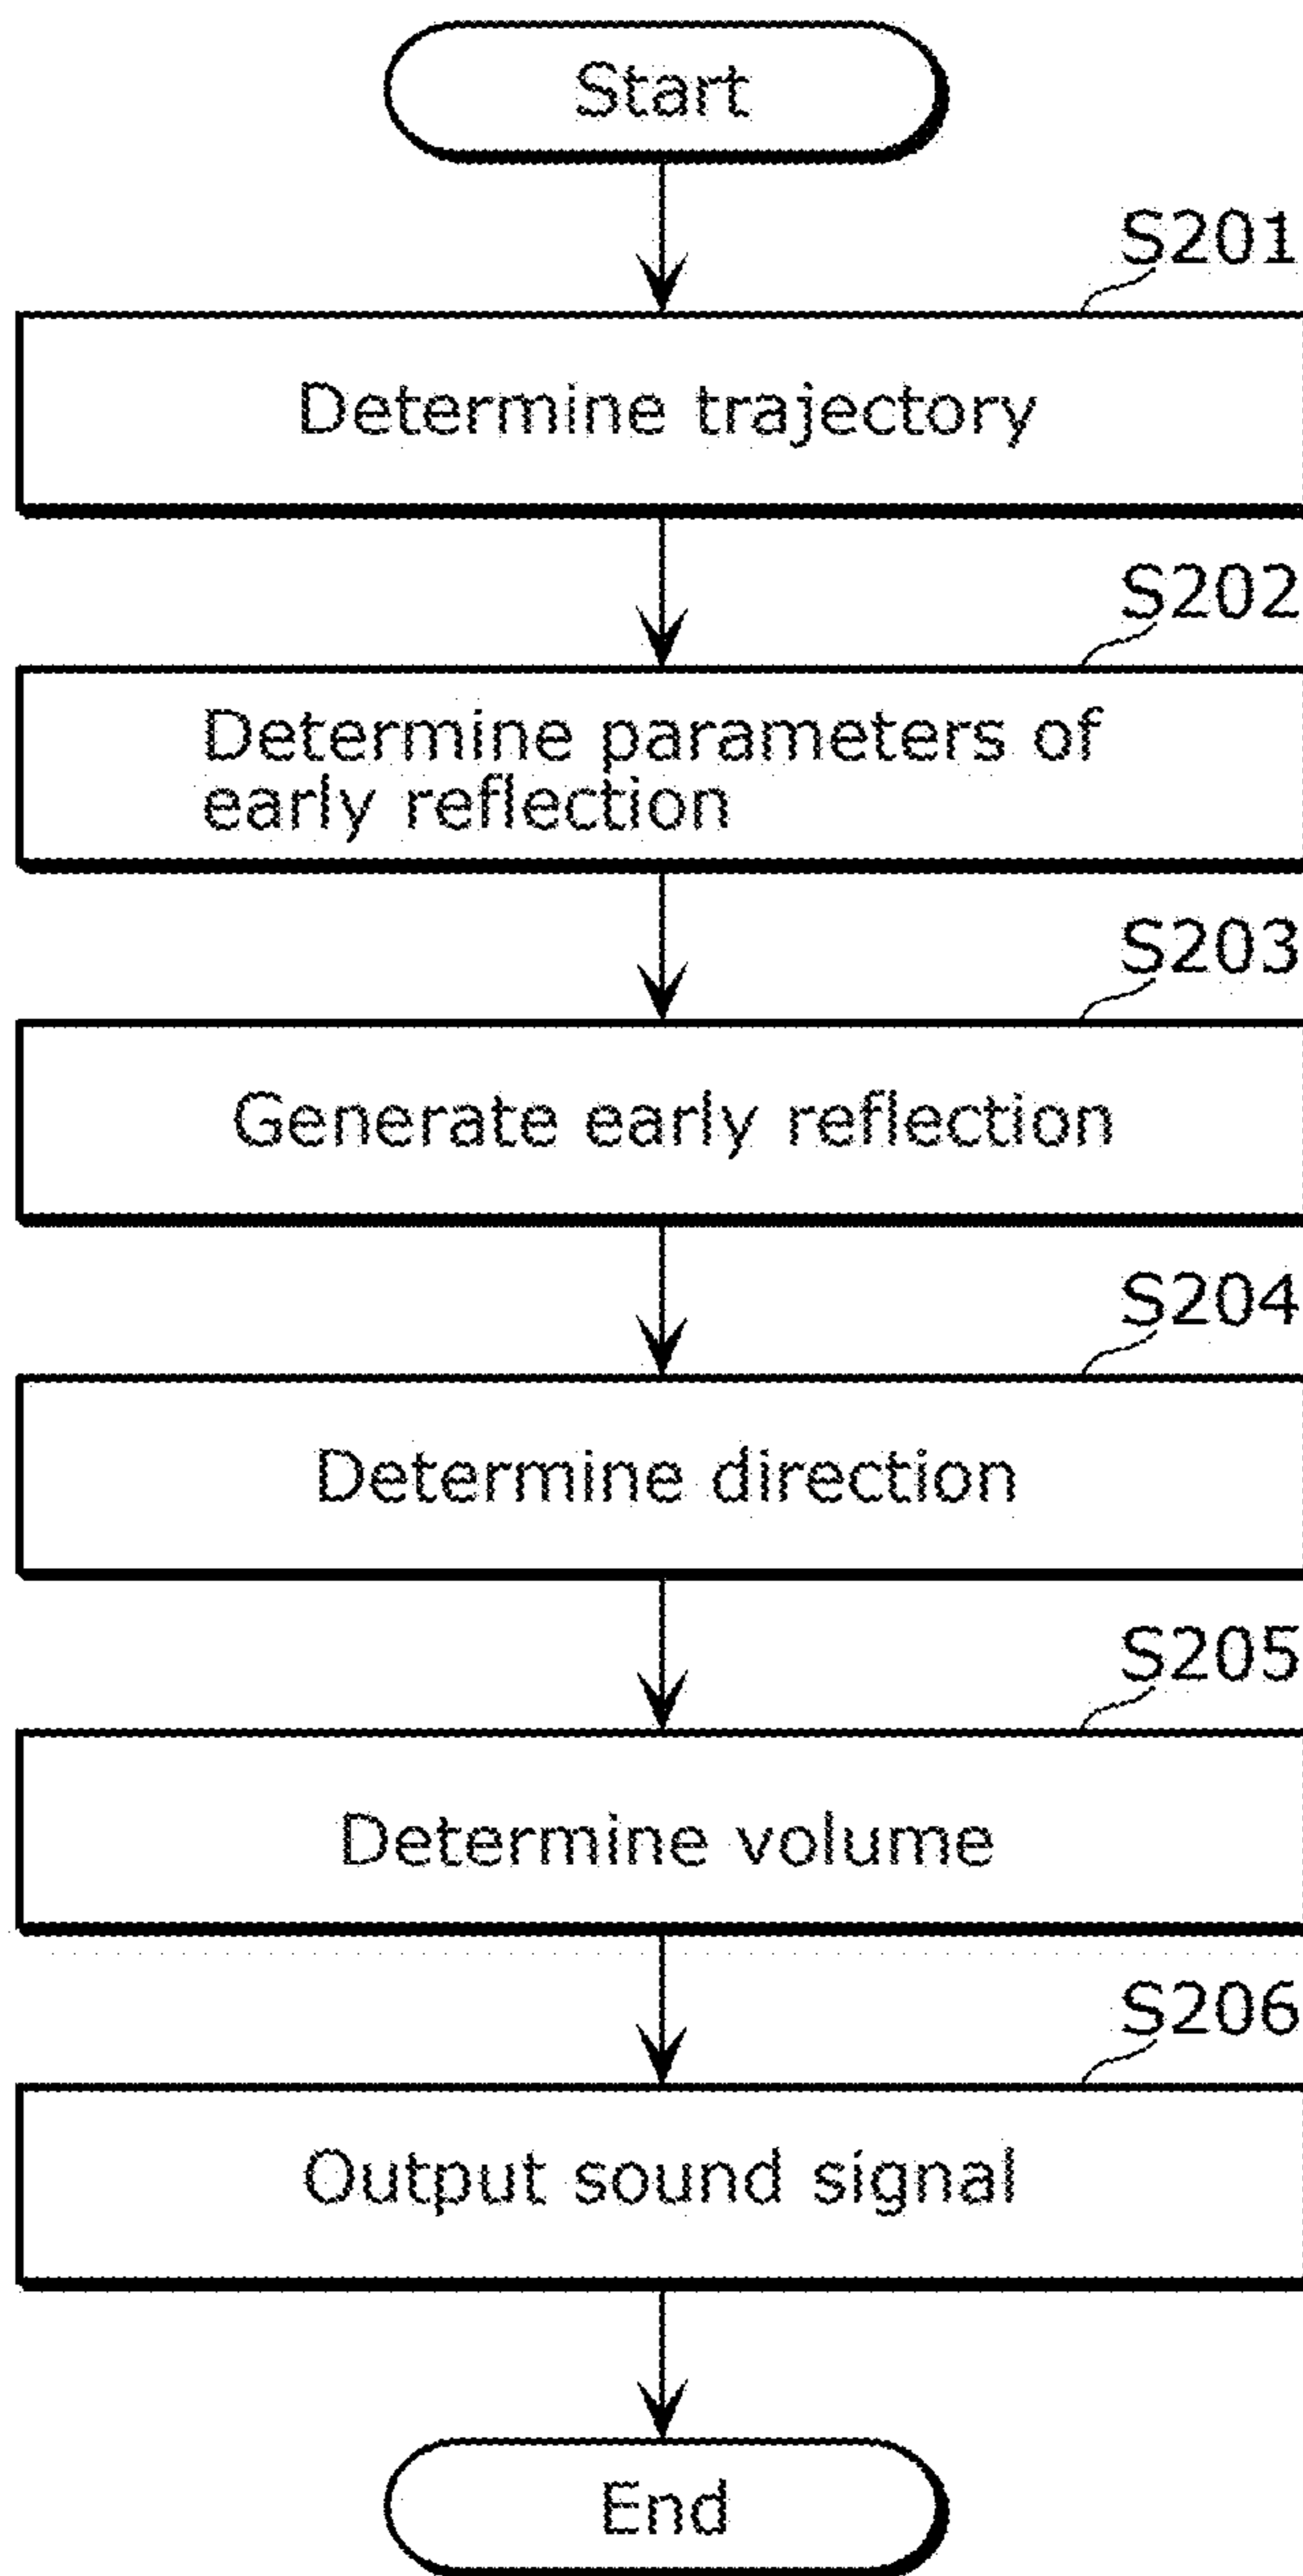 Start
S201
Determine trajectory
S202
Determine parameters of
early reflection
S203
Generate early reflection
S204
Determine direction
S205
Determine volume
S206
Output sound signal
End